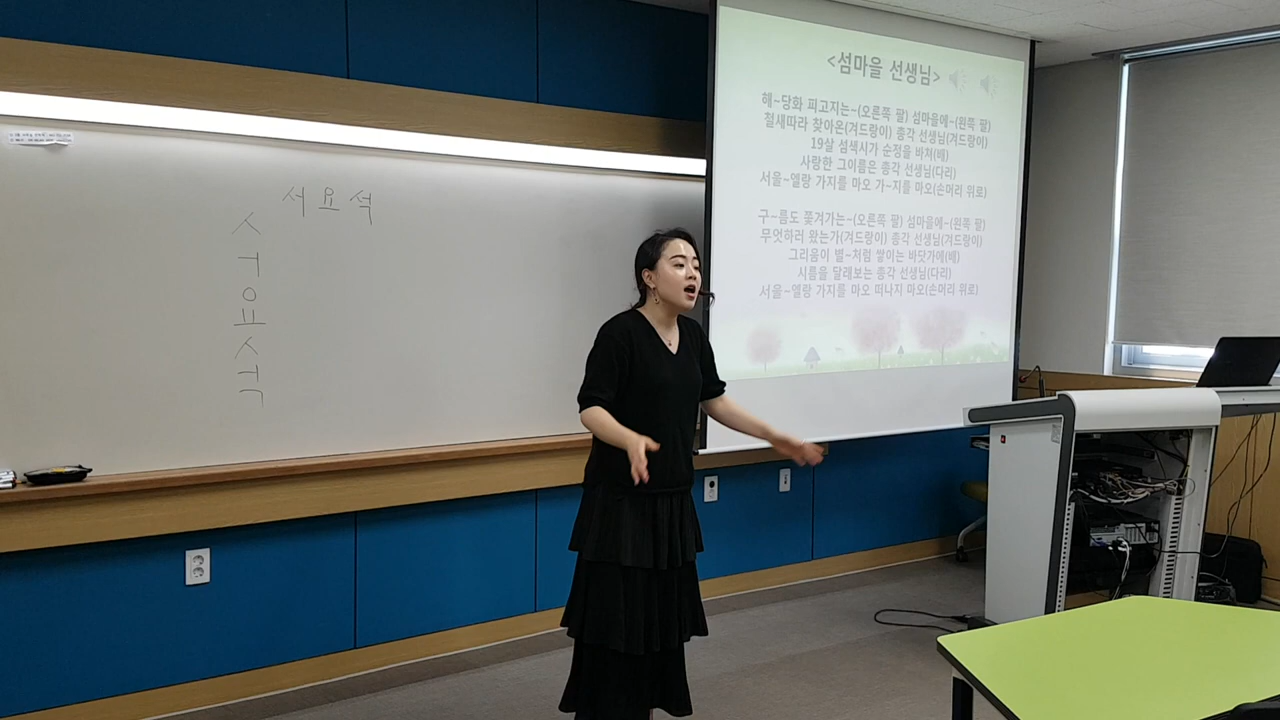 서요석
ㅅ
ㅓ
ㅇ
ㅛ
ㅅ
ㅓ
ㄱ
<섬마을 선생님>
해~당화 피고지는~(오른쪽 팔) 섬마을에~(왼쪽 팔)
철새따라 찾아온(겨드랑이) 총각 선생님(겨드랑이)
19살 섬색시가 순정을 바쳐(배)
사랑한 그이름은 총각 선생님(다리)
서울~엘랑 가지를 마오 가~지를 마오(손머리 위로)
구~름도 쫓겨가는~(오른쪽 팔) 섬마을에~(왼쪽 팔)
무엇하러 왔는가(겨드랑이) 총각 선생님(겨드랑이)
그리움이 별~처럼 쌓이는 바닷가에(배)
시름을 달래보는 총각 선생님(다리)
서울~엘랑 가지를 마오 떠나지 마오(손머리 위로)